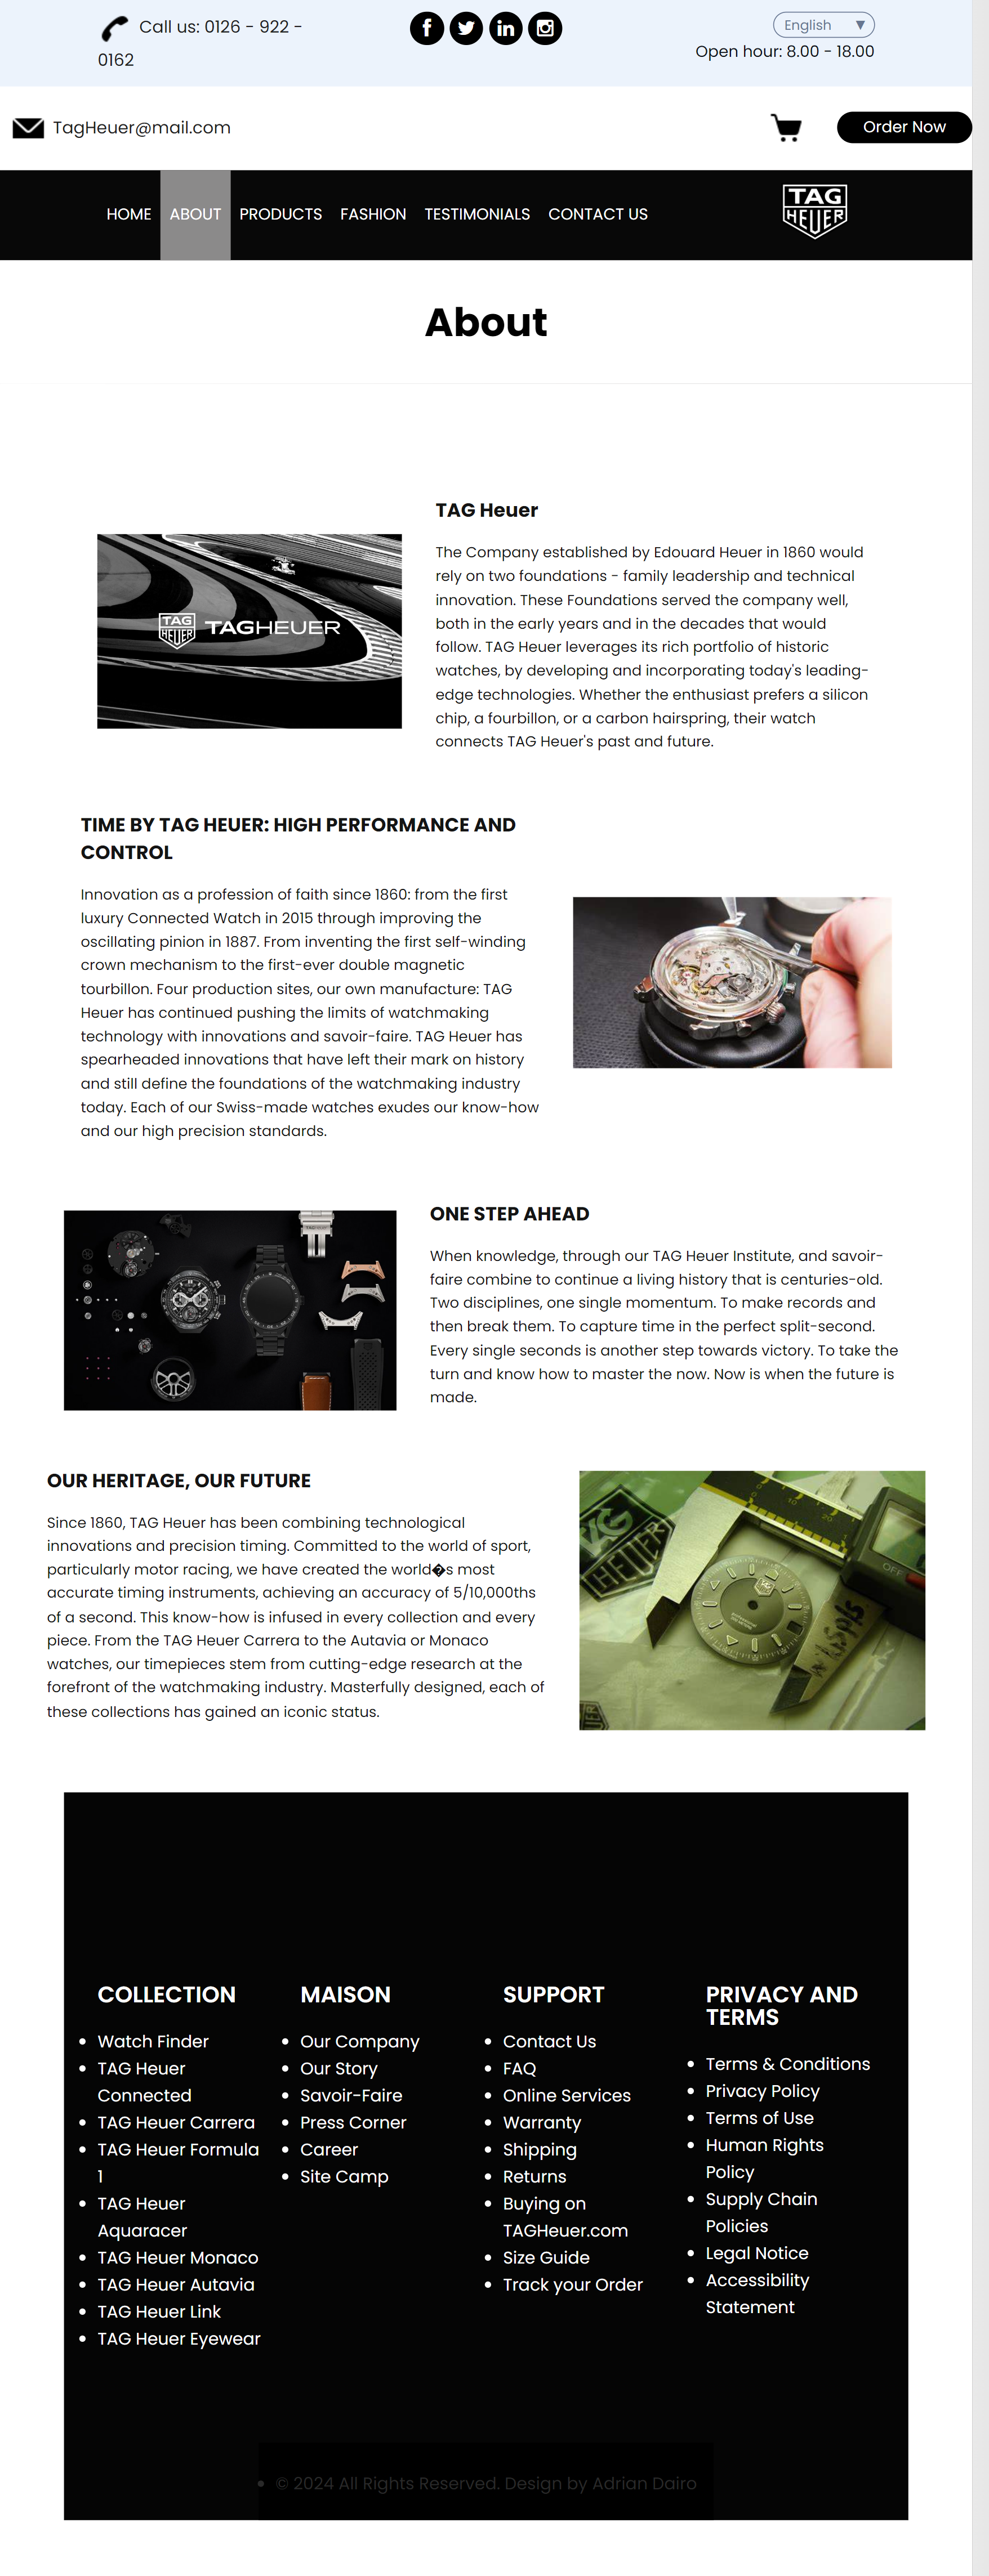 Call us: 0126 - 922 -
0162
English
Open hour: 8.00 - 18.00
TagHeuer@mail.com
Order Now
HOME ABOUT PRODUCTS FASHION TESTIMONIALS CONTACT US
TAG
HEUER
About
TAG Heuer
The Company established by Edouard Heuer in 1860 would
rely on two foundations - family leadership and technical
innovation. These Foundations served the company well,
both in the early years and in the decades that would
follow. TAG Heuer leverages its rich portfolio of historic
watches, by developing and incorporating today's leading-
edge technologies. Whether the enthusiast prefers a silicon
chip, a fourbillon, or a carbon hairspring, their watch
connects TAG Heuer's past and future.
TAG
HEUER
TAGHEUER
TIME BY TAG HEUER: HIGH PERFORMANCE AND
CONTROL
Innovation as a profession of faith since 1860: from the first
luxury Connected Watch in 2015 through improving the
oscillating pinion in 1887. From inventing the first self-winding
crown mechanism to the first-ever double magnetic
tourbillon. Four production sites, our own manufacture: TAG
Heuer has continued pushing the limits of watchmaking
technology with innovations and savoir-faire. TAG Heuer has
spearheaded innovations that have left their mark on history
and still define the foundations of the watchmaking industry
today. Each of our Swiss-made watches exudes our know-how
and our high precision standards.
ONE STEP AHEAD
When knowledge, through our TAG Heuer Institute, and savoir-
faire combine to continue a living history that is centuries-old.
Two disciplines, one single momentum. To make records and
then break them. To capture time in the perfect split-second.
Every single seconds is another step towards victory. To take the
turn and know how to master the now. Now is when the future is
made.
OUR HERITAGE, OUR FUTURE
Since 1860, TAG Heuer has been combining technological
innovations and precision timing. Committed to the world of sport,
particularly motor racing, we have created the world�s most
accurate timing instruments, achieving an accuracy of 5/10,000ths
of a second. This know-how is infused in every collection and every
piece. From the TAG Heuer Carrera to the Autavia or Monaco
watches, our timepieces stem from cutting-edge research at the
forefront of the watchmaking industry. Masterfully designed, each of
these collections has gained an iconic status.
OFF
COLLECTION
Watch Finder
TAG Heuer
Connected
TAG Heuer Carrera
TAG Heuer Formula
1
TAG Heuer
Aquaracer
TAG Heuer Monaco
TAG Heuer Autavia
TAG Heuer Link
TAG Heuer Eyewear
MAISON
Our Company
Our Story
Savoir-Faire
Press Corner
Career
Site Camp
SUPPORT
Contact Us
FAQ
Online Services
Warranty
Shipping
Returns
Buying on
TAGHeuer.com
Size Guide
Track your Order
PRIVACY AND
TERMS
Terms & Conditions
Privacy Policy
Terms of Use
Human Rights
Policy
Supply Chain
Policies
Legal Notice
Accessibility
Statement
© 2024 All Rights Reserved. Design by Adrian Dairo